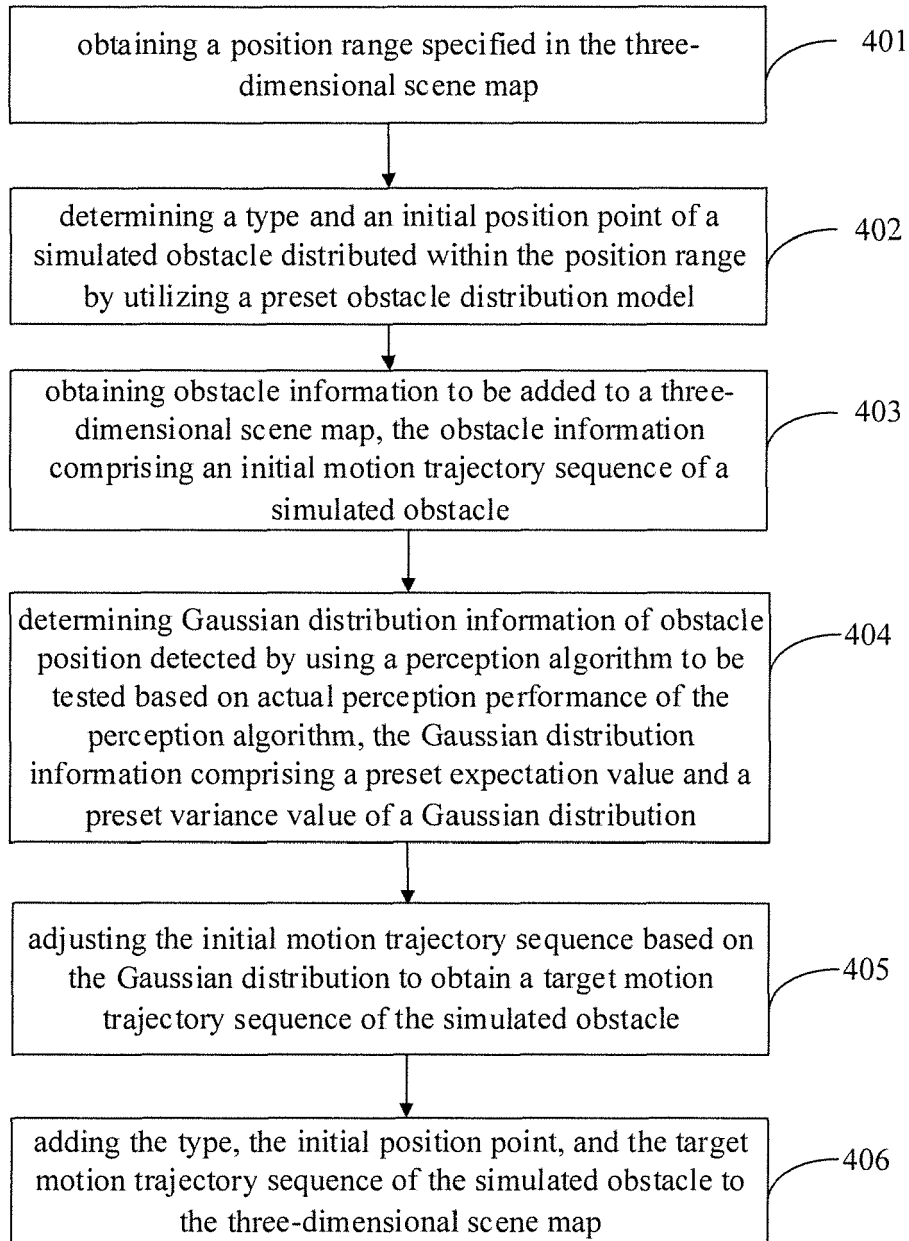 obtaining a position range specified in the three-
dimensional scene map
401
determining a type and an initial position point of a
simulated obstacle distributed within the position range
by utilizing a preset obstacle distribution model
402
obtaining obstacle information to be added to a three-
dimensional scene map, the obstacle information
comprising an initial motion trajectory sequence of a
simulated obstacle
403
determining Gaussian distribution information of obstacle
position detected by using a perception algorithm to be
tested based on actual perception performance of the
perception algorithm, the Gaussian distribution
information comprising a preset expectation value and a
preset variance value of a Gaussian distribution
404
adjusting the initial motion trajectory sequence based on
the Gaussian distribution to obtain a target motion
trajectory sequence of the simulated obstacle
405
adding the type, the initial position point, and the target
motion trajectory sequence of the simulated obstacle to
the three-dimensional scene map
406